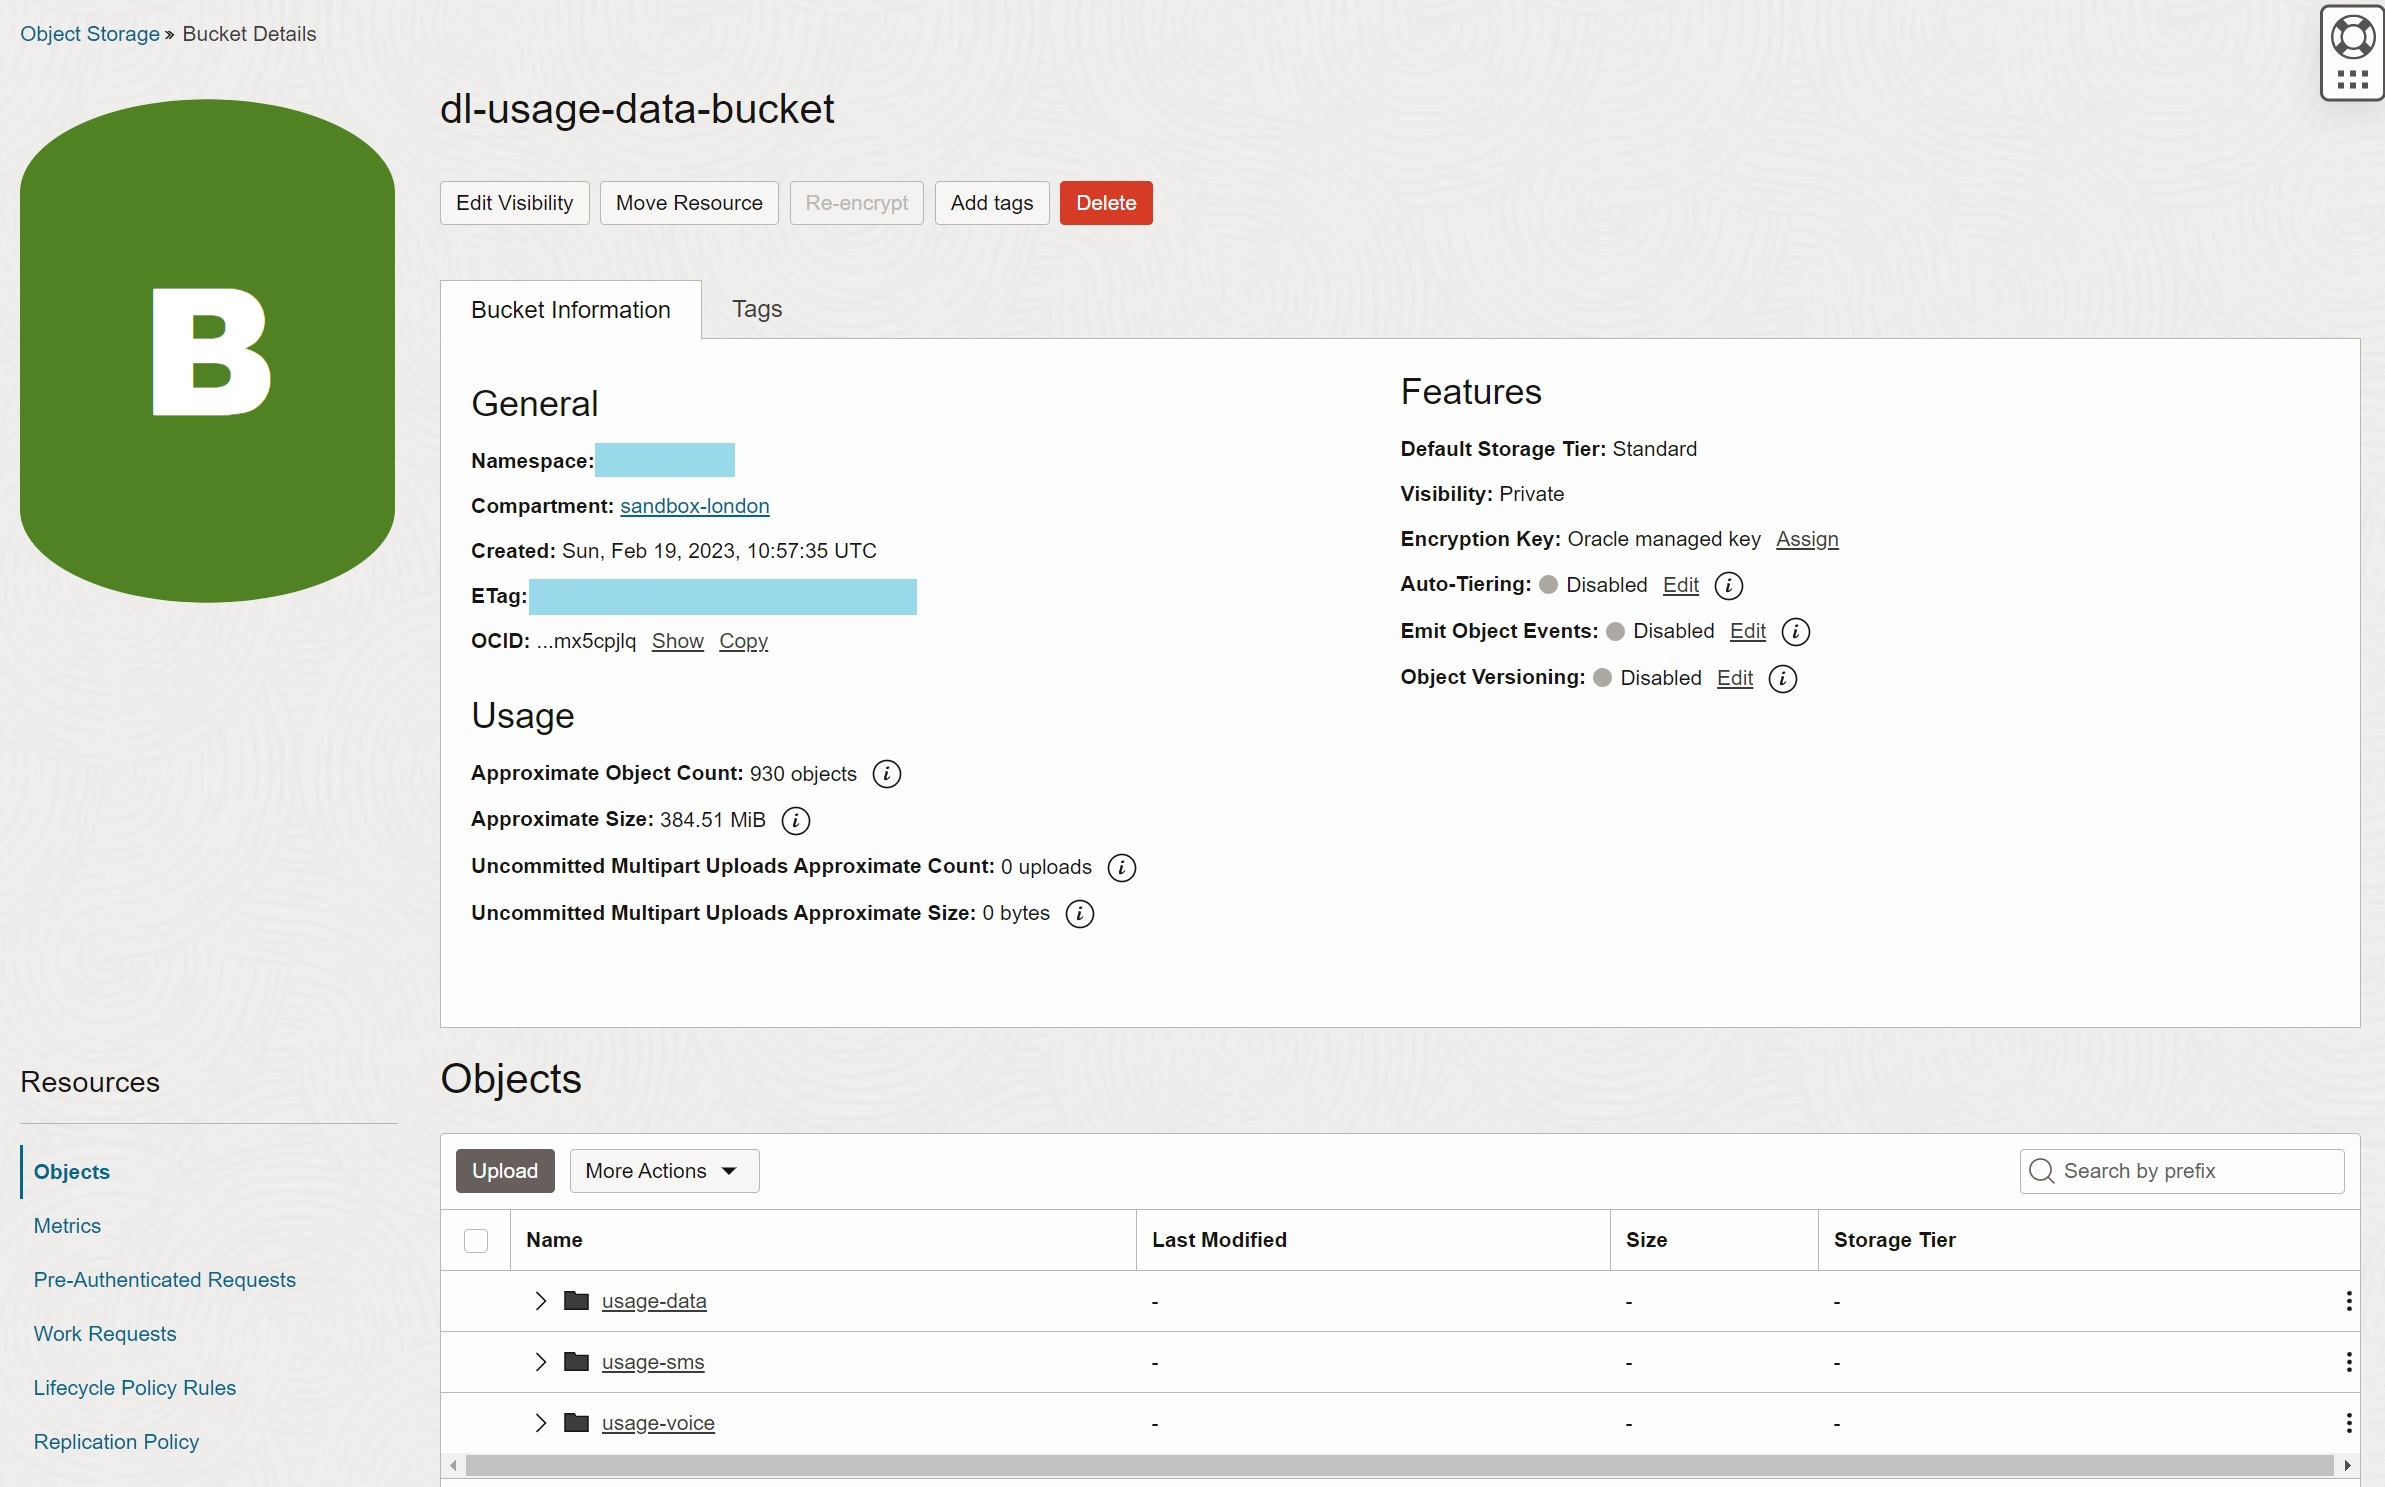 Object Storage » Bucket Details
B
dl-usage-data-bucket
Edit Visibility Move Resource Re-encrypt Add tags Delete
Bucket Information Tags
General
Namespace:
Compartment: sandbox-london
Created: Sun, Feb 19, 2023, 10:57:35 UTC
ETag:
OCID: ...mx5cpjlq Show Copy
Usage
Approximate Object Count: 930 objects i
Approximate Size: 384.51 MiB i
Uncommitted Multipart Uploads Approximate Count: 0 uploads i
Uncommitted Multipart Uploads Approximate Size: 0 bytes i
Features
Default Storage Tier: Standard
Visibility: Private
Encryption Key: Oracle managed key Assign
Auto-Tiering: Disabled Edit i
Emit Object Events: Disabled Edit i
Object Versioning: Disabled Edit i
Resources
Objects
Metrics
Pre-Authenticated Requests
Work Requests
Lifecycle Policy Rules
Replication Policy
Objects
Upload More Actions Search by prefix
Name Last Modified Size Storage Tier
usage-data - - -
usage-sms - - -
usage-voice - - -